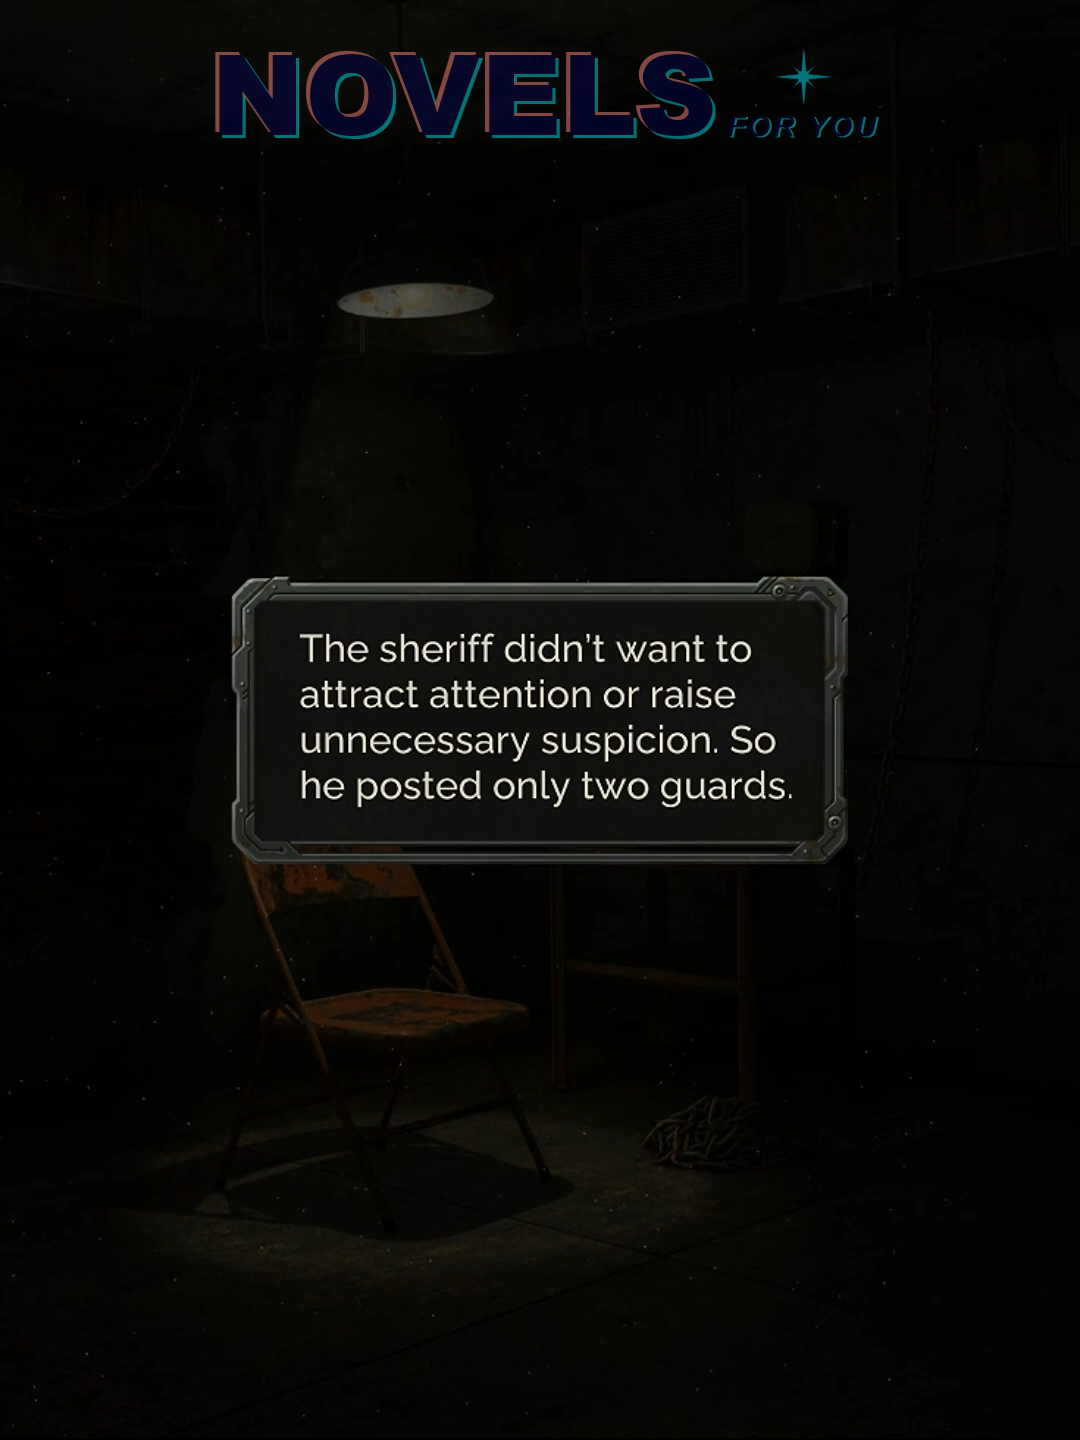 NOVELS
FOR YOU
The sheriff didn’t want to
attract attention or raise
unnecessary suspicion. So
he posted only two guards.